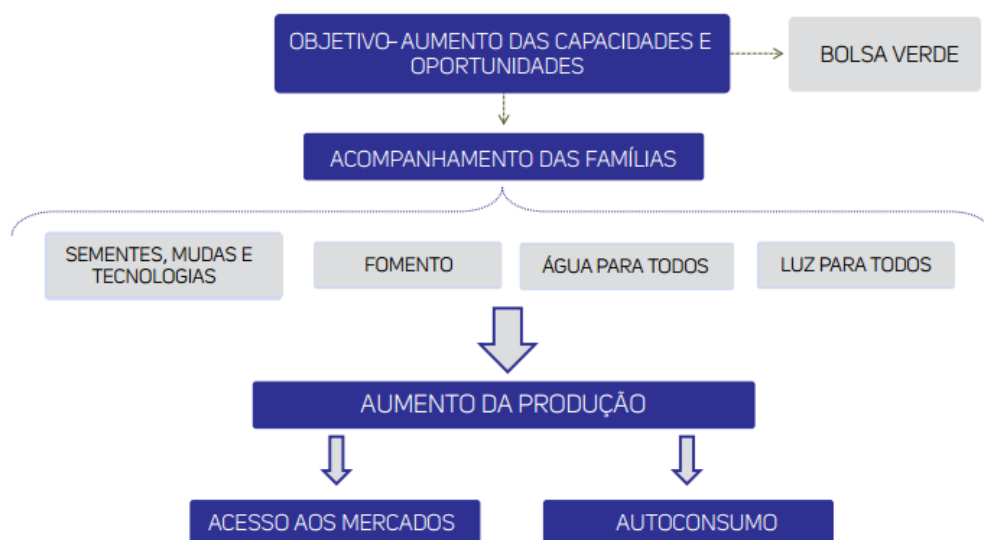 OBJETIVO- AUMENTO DAS CAPACIDADES E
OPORTUNIDADES
BOLSA VERDE
ACOMPANHAMENTO DAS FAMÍLIAS
SEMENTES, MUDAS E
TECNOLOGIAS
FOMENTO
ÁGUA PARA TODOS
LUZ PARA TODOS
AUMENTO DA PRODUÇÃO
ACESSO AOS MERCADOS
AUTOCONSUMO